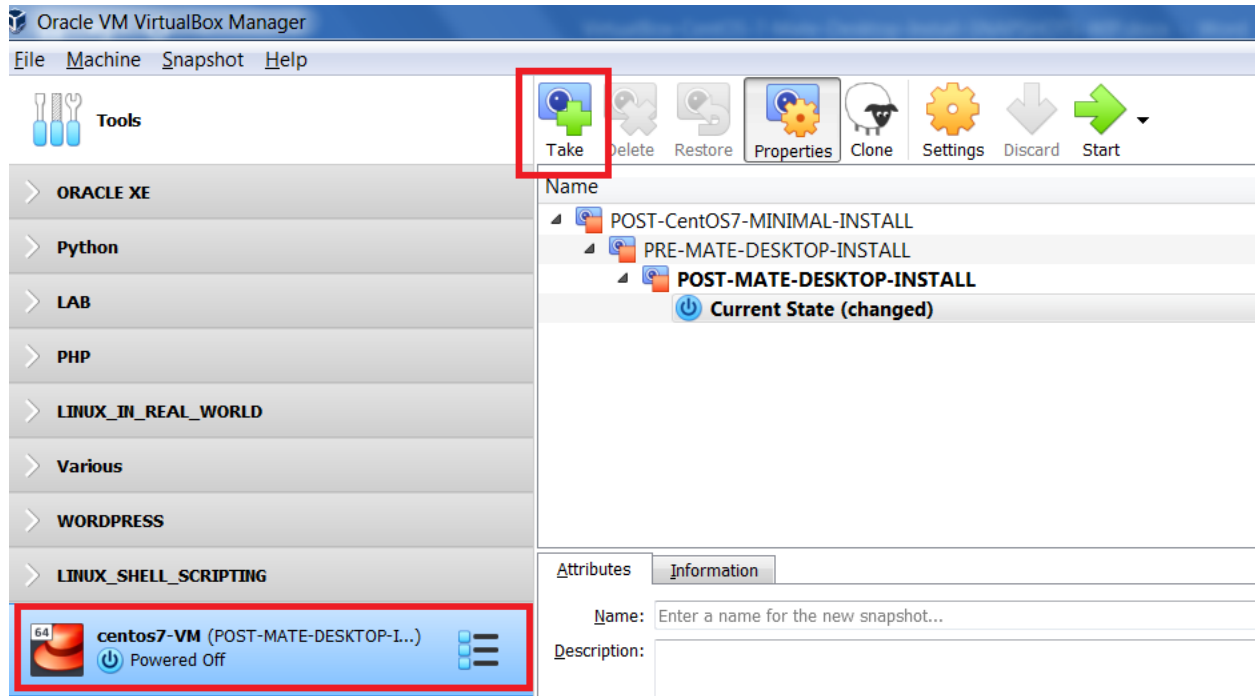 Oracle VM VirtualBox Manager
File Machine Snapshot Help
Tools
Take Delete Restore Properties Clone Settings Discard Start
ORACLE XE
Python
LAB
PHP
LINUX_IN_REAL_WORLD
Various
WORDPRESS
LINUX_SHELL_SCRIPTING
64
centos7-VM (POST-MATE-DESKTOP-I...)
Powered Off
Name
POST-CentOS7-MINIMAL-INSTALL
PRE-MATE-DESKTOP-INSTALL
POST-MATE-DESKTOP-INSTALL
Current State (changed)
Attributes Information
Name: Enter a name for the new snapshot...
Description: